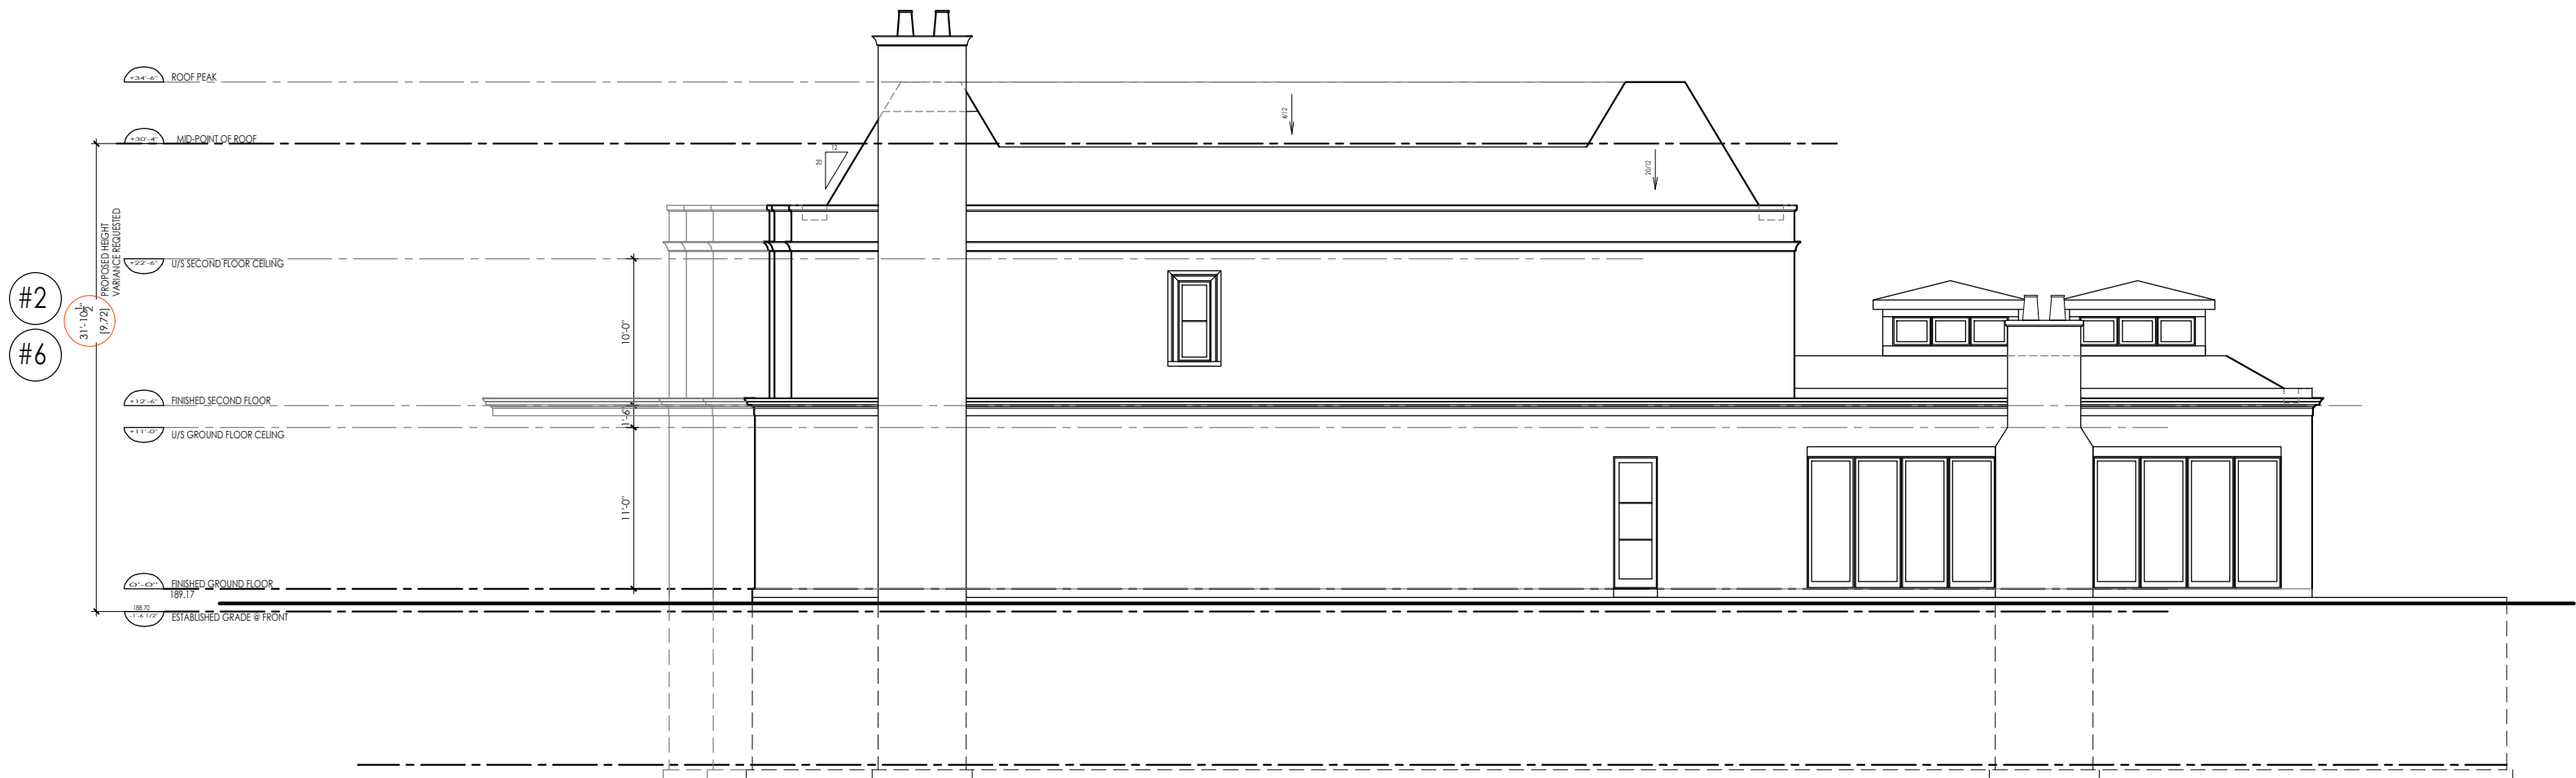 +34'-6" ROOF PEAK
+30'-4" MID-POINT OF ROOF
4/12
12
20
20/12
PROPOSED HEIGHT
VARIANCE REQUESTED
+22'-6" U/S SECOND FLOOR CEILING
#2
31'-10 1/2"
[9.72]
#6
10'-0"
+12'-6" FINISHED SECOND FLOOR
1'-6"
+11'-0" U/S GROUND FLOOR CELING
11'-0"
0'-0" FINISHED GROUND FLOOR
189.17
188.70
-1'-6 1/2" ESTABLISHED GRADE @ FRONT